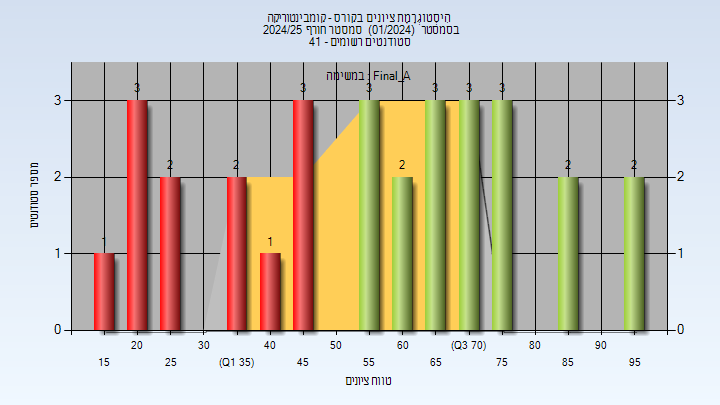 היסטוגרמת ציונים בקורס - קומבינטוריקה
בסמסטר (01/2024) סמסטר חורף 2024/25
סטודנטים רשומים - 41
במשימה : Final_A
מספר סטודנטים
3 3
2 2
1 1
0 0
1 3 2 2 1 3 3 2 3 3 3 2 2
20 30 40 50 60 (Q3 70) 80 90
15 25 (Q1 35) 45 55 65 75 85 95
טווח ציונים